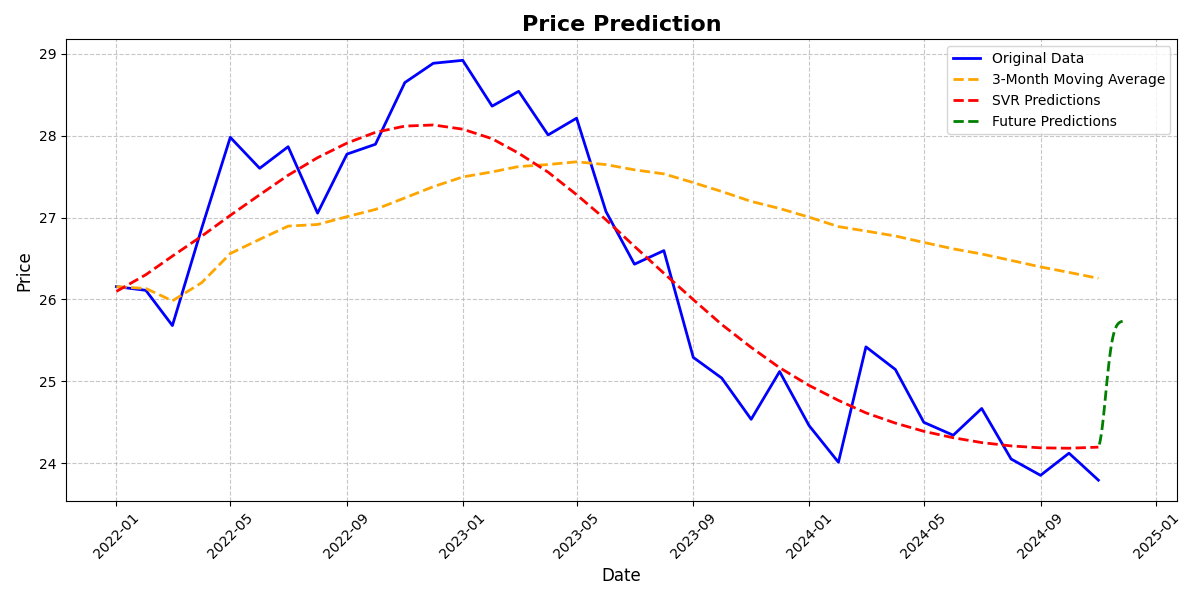 Price Prediction
Original Data
3-Month Moving Average
SVR Predictions
Future Predictions
29
28
27
26
25
24
Price
2022-01
2022-05
2022-09
2023-01
2023-05
2023-09
2024-01
2024-05
2024-09
2025-01
Date